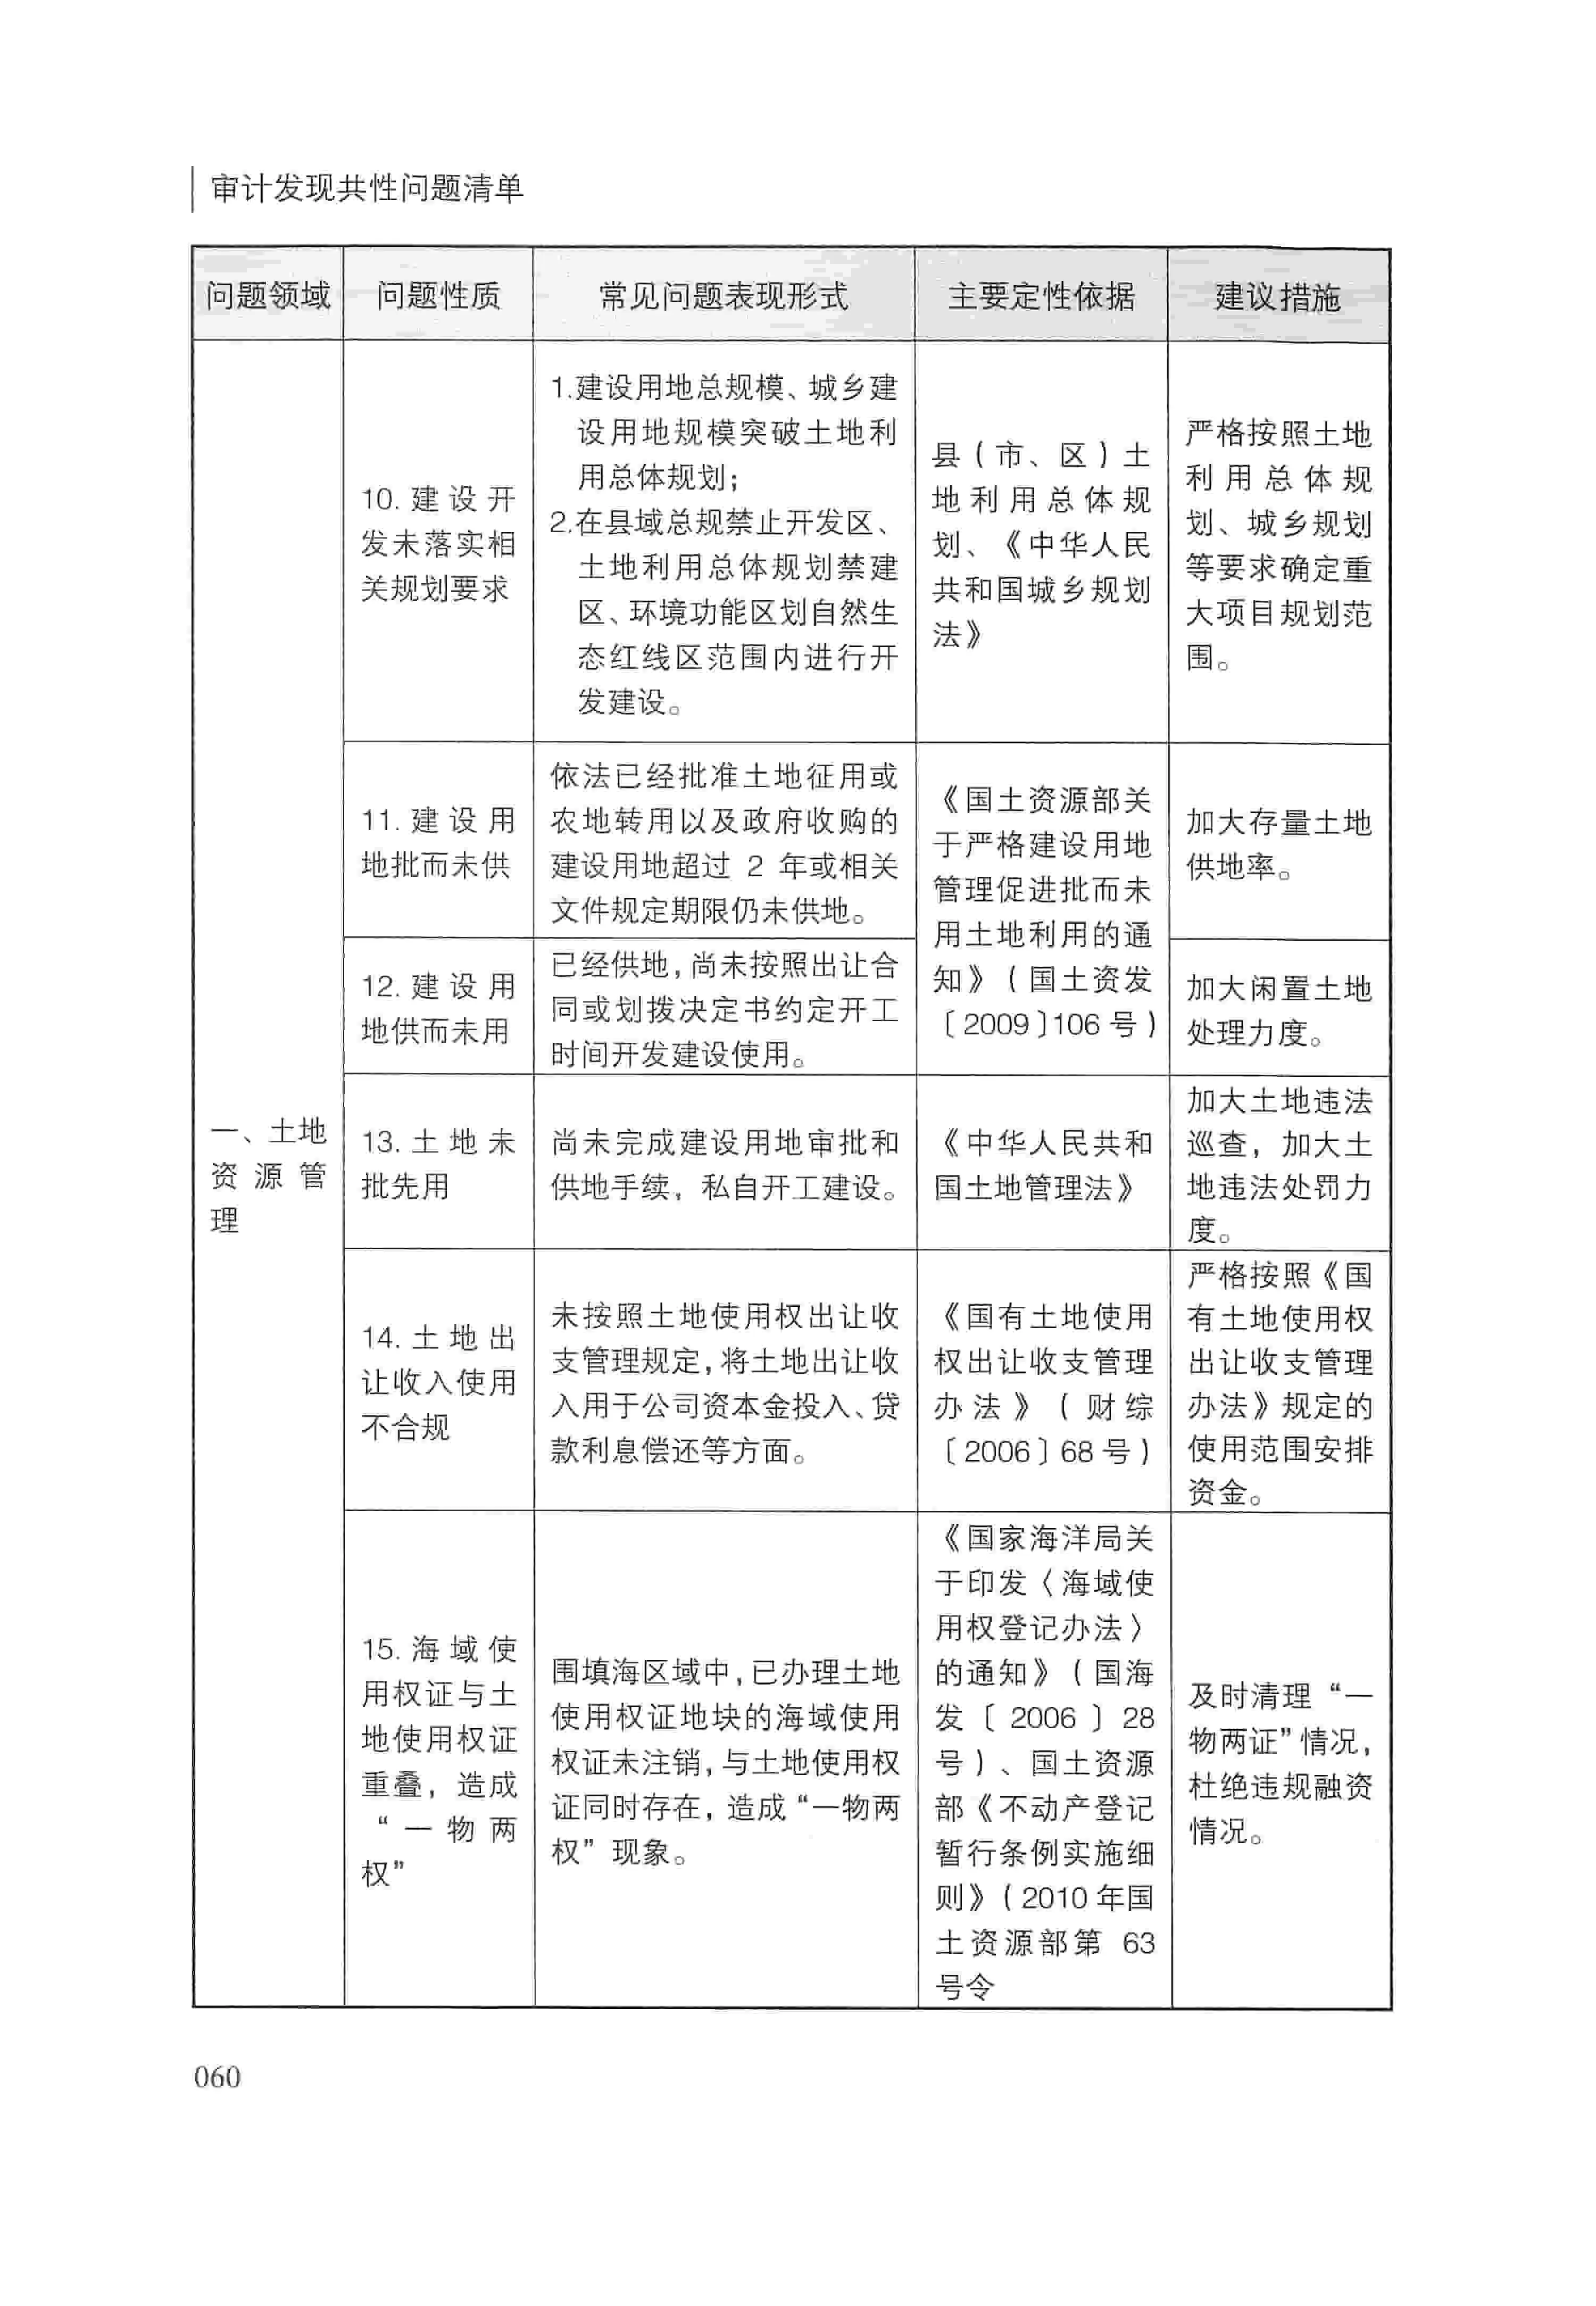 审计发现共性问题清单
问题领域
问题性质
常见问题表现形式
主要定性依据
建议措施
一、土地
资源管
理
10.建设开
发未落实相
关规划要求
1.建设用地总规模、城乡建
设用地规模突破土地利
用总体规划；
2.在县域总规禁止开发区、
土地利用总体规划禁建
区、环境功能区划自然生
态红线区范围内进行开
发建设。
县（市、区）土
地利用总体规
划、《中华人民
共和国城乡规划
法》
严格按照土地
利用总体规
划、城乡规划
等要求确定重
大项目规划范
围。
11.建设用
地批而未供
依法已经批准土地征用或
农地转用以及政府收购的
建设用地超过 2 年或相关
文件规定期限仍未供地。
《国土资源部关
于严格建设用地
管理促进批而未
用土地利用的通
知》（国土资发
〔2009〕106 号）
加大存量土地
供地率。
12.建设用
地供而未用
已经供地，尚未按照出让合
同或划拨决定书约定开工
时间开发建设使用。
加大闲置土地
处理力度。
13.土地未
批先用
尚未完成建设用地审批和
供地手续，私自开工建设。
《中华人民共和
国土地管理法》
加大土地违法
巡查，加大土
地违法处罚力
度。
14.土地出
让收入使用
不合规
未按照土地使用权出让收
支管理规定，将土地出让收
入用于公司资本金投入、贷
款利息偿还等方面。
《国有土地使用
权出让收支管理
办法》（财综
〔2006〕68 号）
严格按照《国
有土地使用权
出让收支管理
办法》规定的
使用范围安排
资金。
15.海域使
用权证与土
地使用权证
重叠，造成
“一物两
权”
围填海区域中，已办理土地
使用权证地块的海域使用
权证未注销，与土地使用权
证同时存在，造成“一物两
权”现象。
《国家海洋局关
于印发〈海域使
用权登记办法〉
的通知》（国海
发〔2006〕28
号）、国土资源
部《不动产登记
暂行条例实施细
则》（2010 年国
土资源部第 63
号令
及时清理“一
物两证”情况，
杜绝违规融资
情况。
060